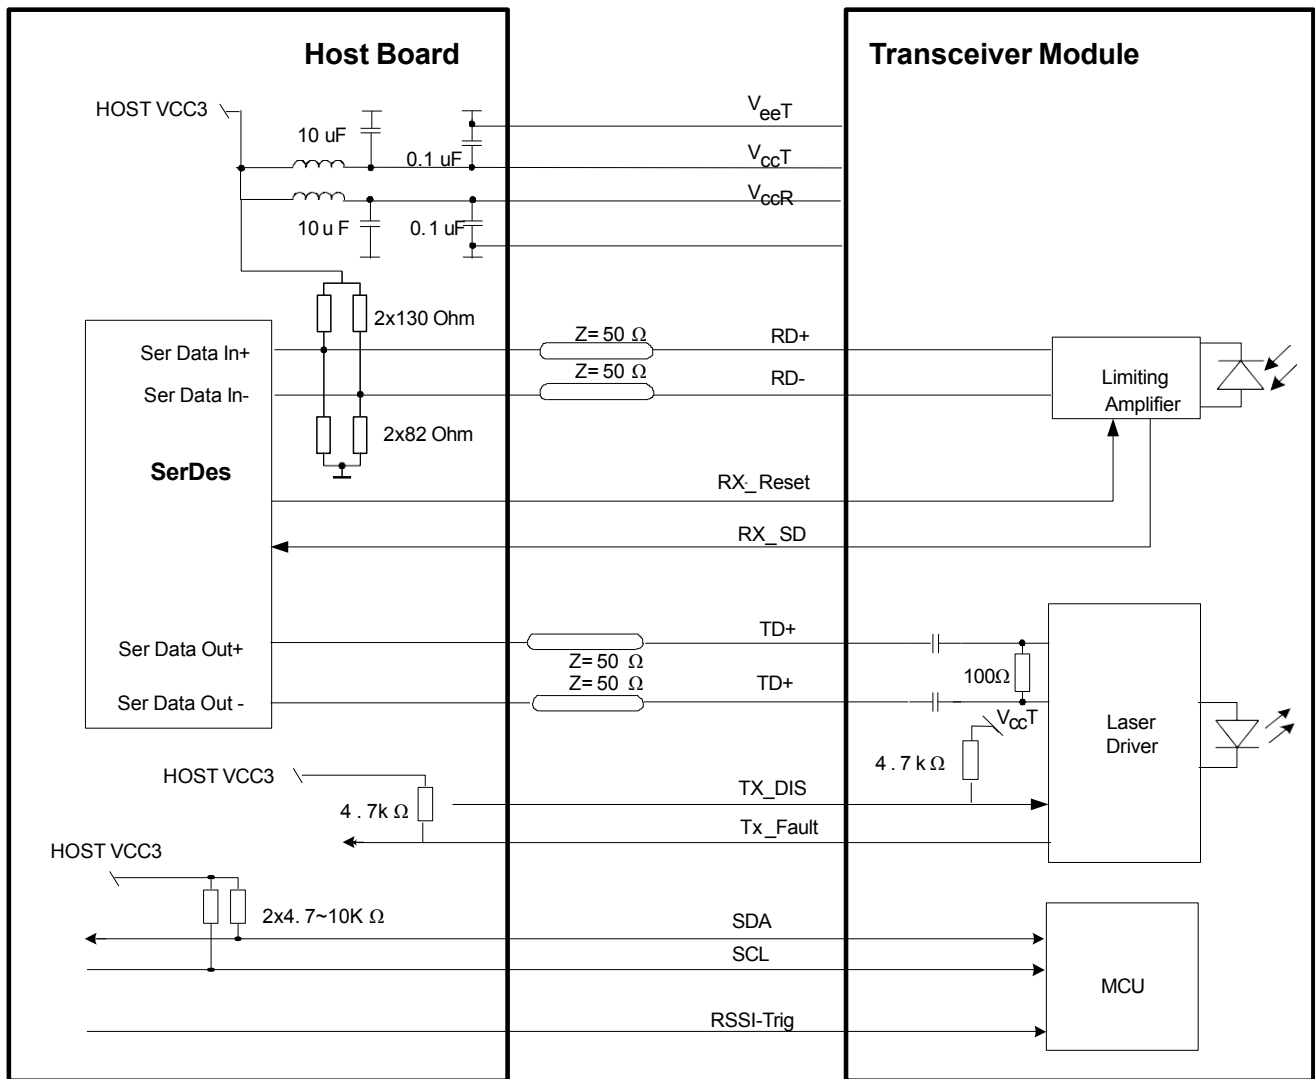 Host Board
Transceiver Module
HOST VCC3
VeeT
10 uF
0.1 uF
VccT
VccR
10u F
0.1 uF
2x130 Ohm
Z= 50 Ω
RD+
Ser Data In+
Z= 50 Ω
RD-
Ser Data In-
Limiting
Amplifier
2x82 Ohm
SerDes
RX_Reset
RX_SD
TD+
Ser Data Out+
Z= 50 Ω
Z= 50 Ω
100Ω
TD+
Ser Data Out -
VccT
Laser
Driver
4 . 7 k Ω
HOST VCC3
TX_DIS
4 . 7k Ω
Tx _Fault
HOST VCC3
2x4. 7~10K Ω
SDA
SCL
MCU
RSSI-Trig